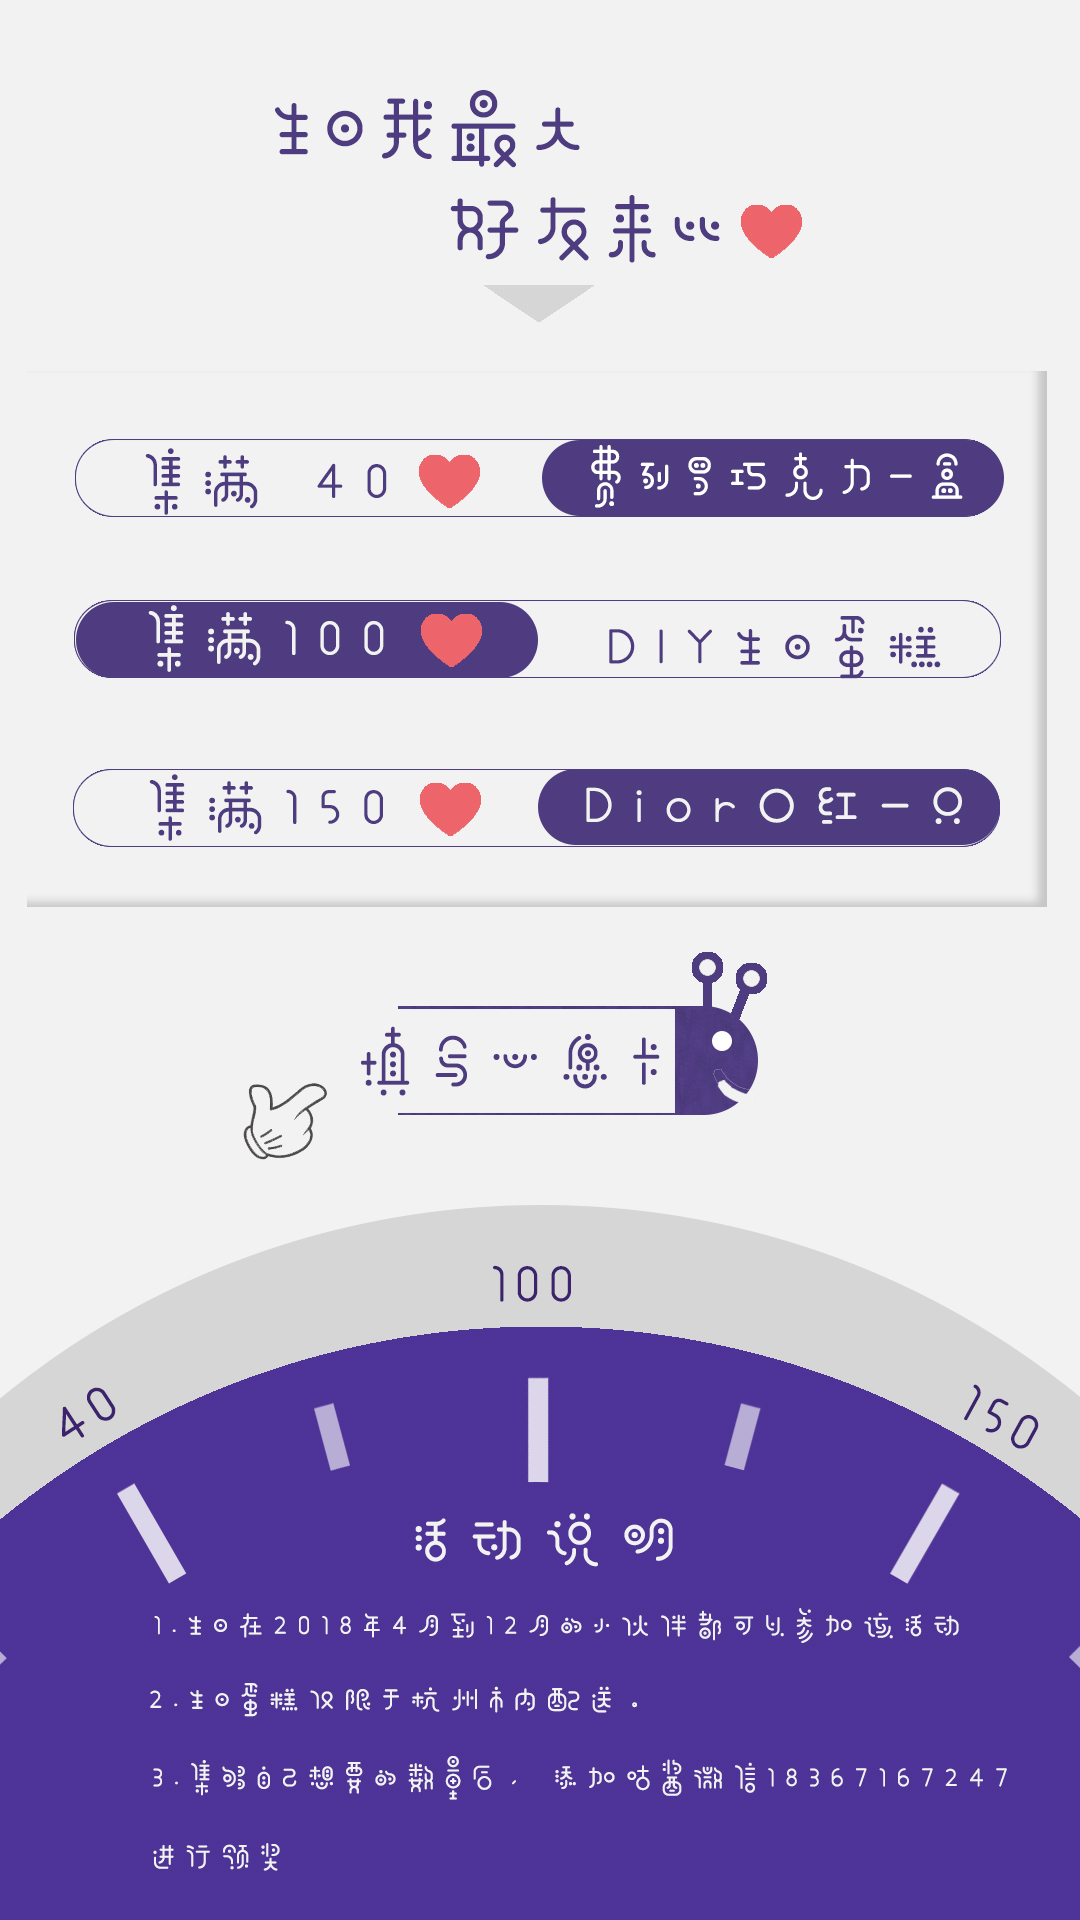 生日我最大
好友来比❤
集满 40❤ 费列罗巧克力一盒
集满100❤ DIY生日蛋糕
集满150❤ Dior口红一只
填写心愿卡
100
40
150
活动说明
1.生日在2018年4月到12月的小伙伴都可以参加该活动
2.生日蛋糕仅限于杭州市内配送。
3.集够自己想要的数量后，添加咕酱微信18367167247
进行领奖